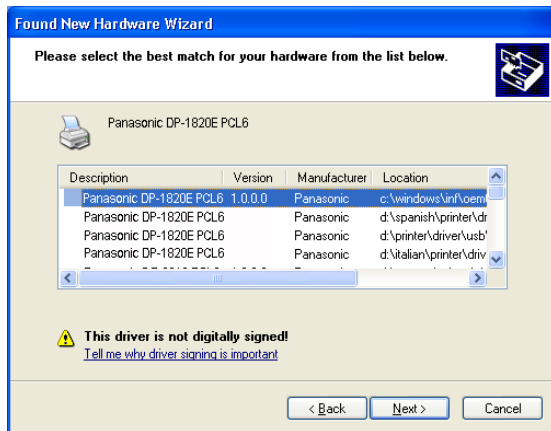 Found New Hardware Wizard
Please select the best match for your hardware from the list below.
Panasonic DP-1820E PCL6
Description Version Manufacturer Location
Panasonic DP-1820E PCL6 1.0.0.0 Panasonic c:\windows\inf\oem
Panasonic DP-1820E PCL6 Panasonic d:\spanish\printer\dr
Panasonic DP-1820E PCL6 Panasonic d:\printer\driver\usb\
Panasonic DP-1820E PCL6 Panasonic d:\italian\printer\driv
This driver is not digitally signed!
Tell me why driver signing is important
< Back Next > Cancel